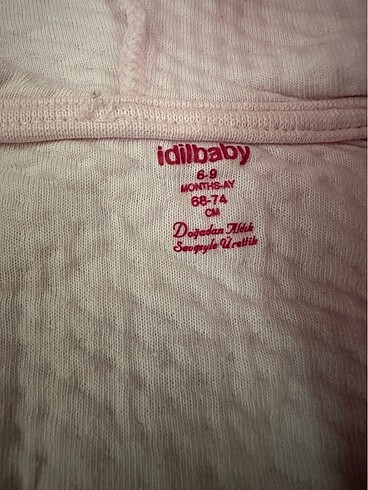 idilbaby
6-9
MONTHS-AY
68-74
CM
Doğadan Aldık
Sevgiyle Ürettik